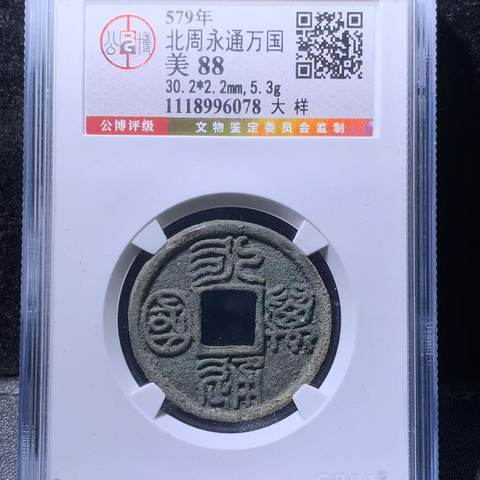 579年
北周永通万国
美 88
30.2*2.2mm,5.3g
1118996078 大样
公博评级
文物鉴定委员会监制
公 博
永
國 萬
通